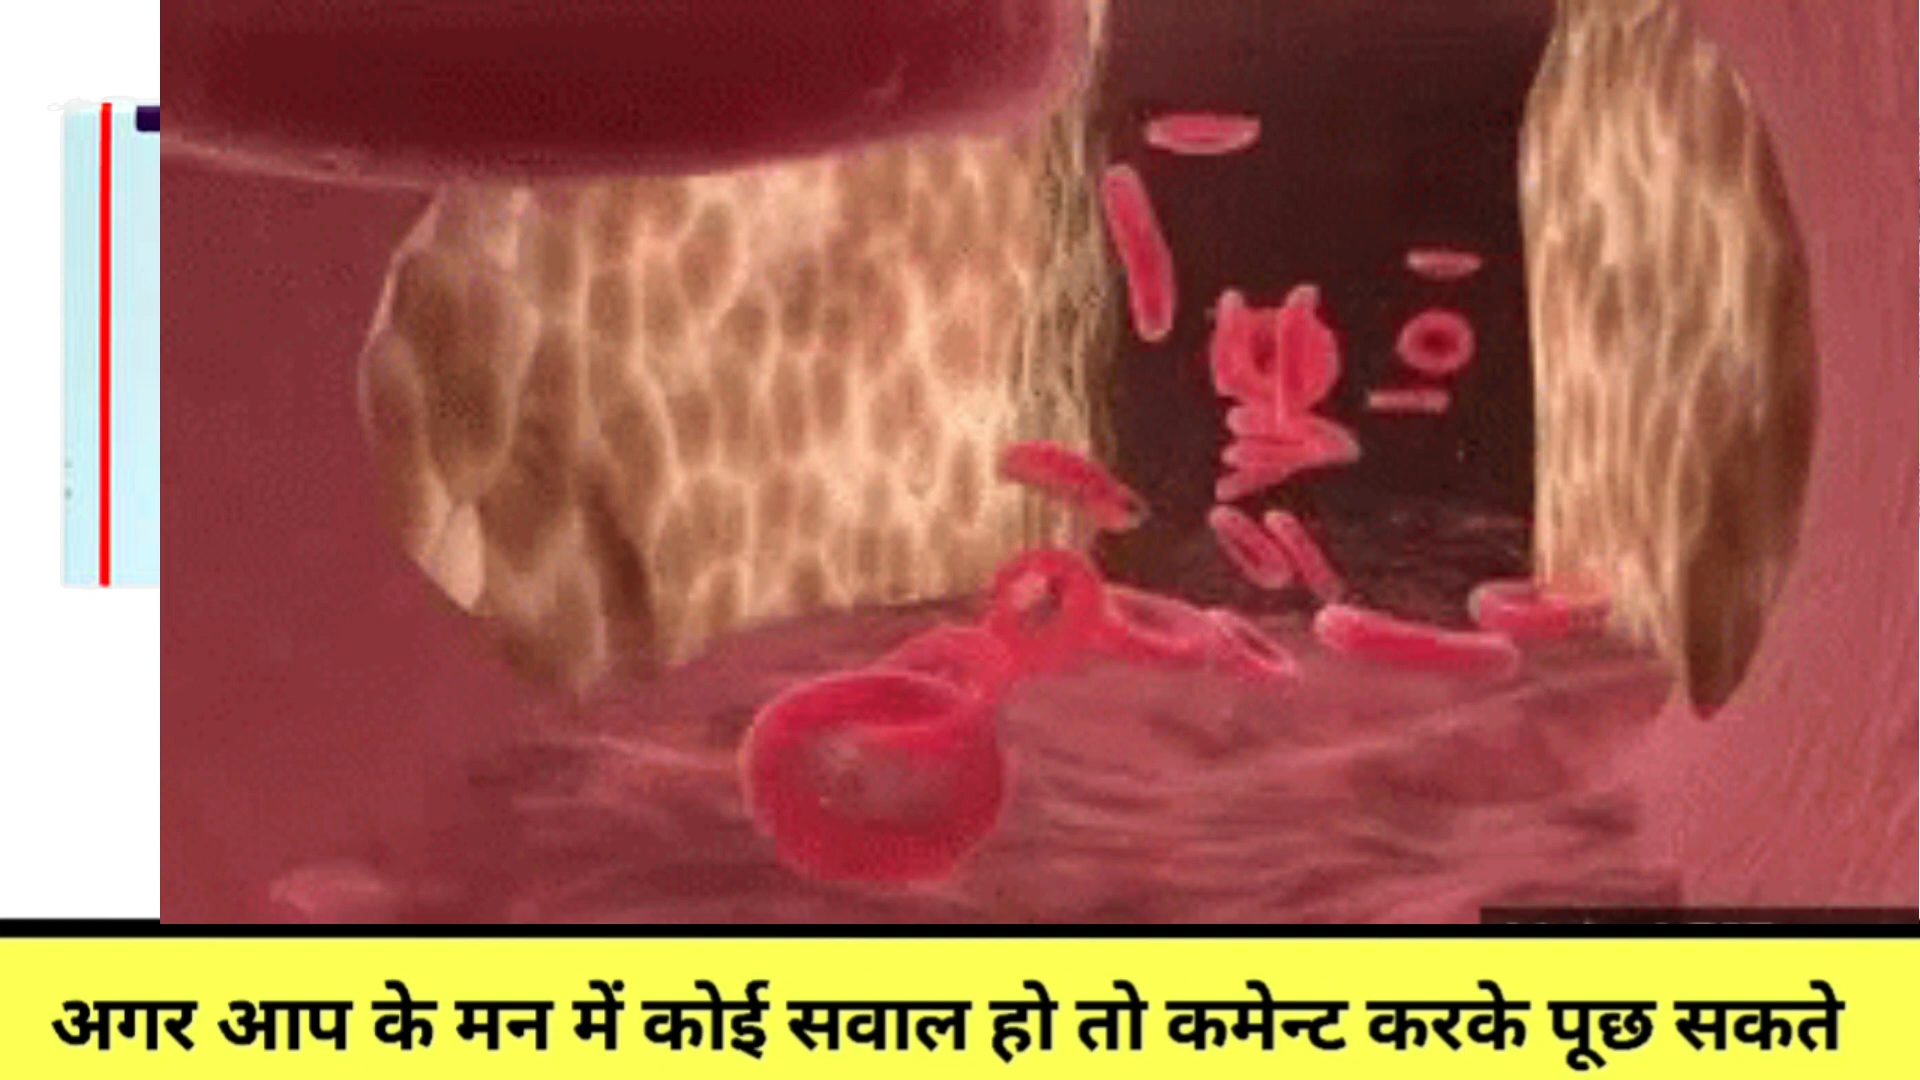 अगर आप के मन में कोई सवाल हो तो कमेन्ट करके पूछ सकते